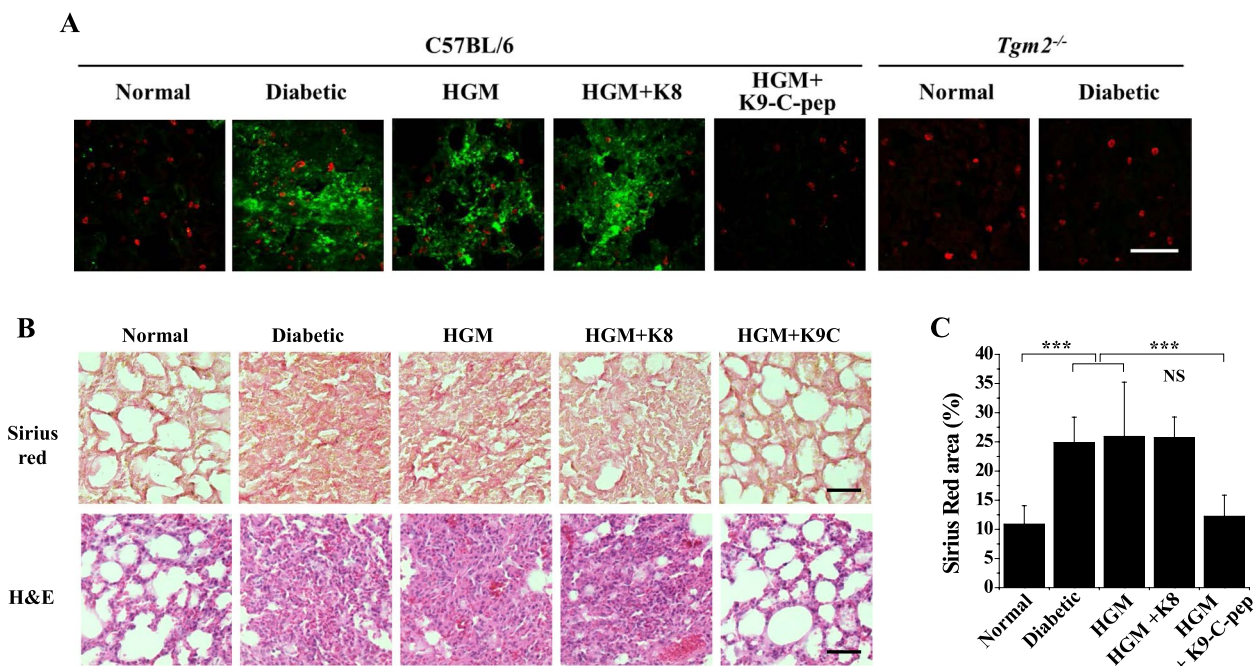 A
C57BL/6
Tgm2-/-
Normal Diabetic HGM HGM+K8 HGM+
K9-C-pep Normal Diabetic
B
Normal Diabetic HGM HGM+K8 HGM+K9C
Sirius
red
H&E
C
*** ***
NS
40
35
30
25
20
15
10
5
0
Sirius Red area (%)
Normal
Diabetic
HGM
HGM +K8
HGM
+ K9-C-pep